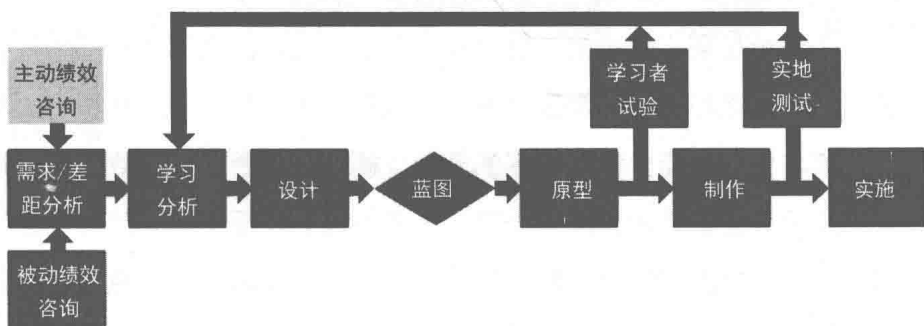 主动绩效
咨询
学习者
试验
实地
测试
需求/差
距分析
学习
分析
设计
蓝图
原型
制作
实施
被动绩效
咨询